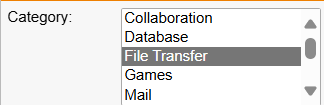 Category:
Collaboration
Database
File Transfer
Games
Mail